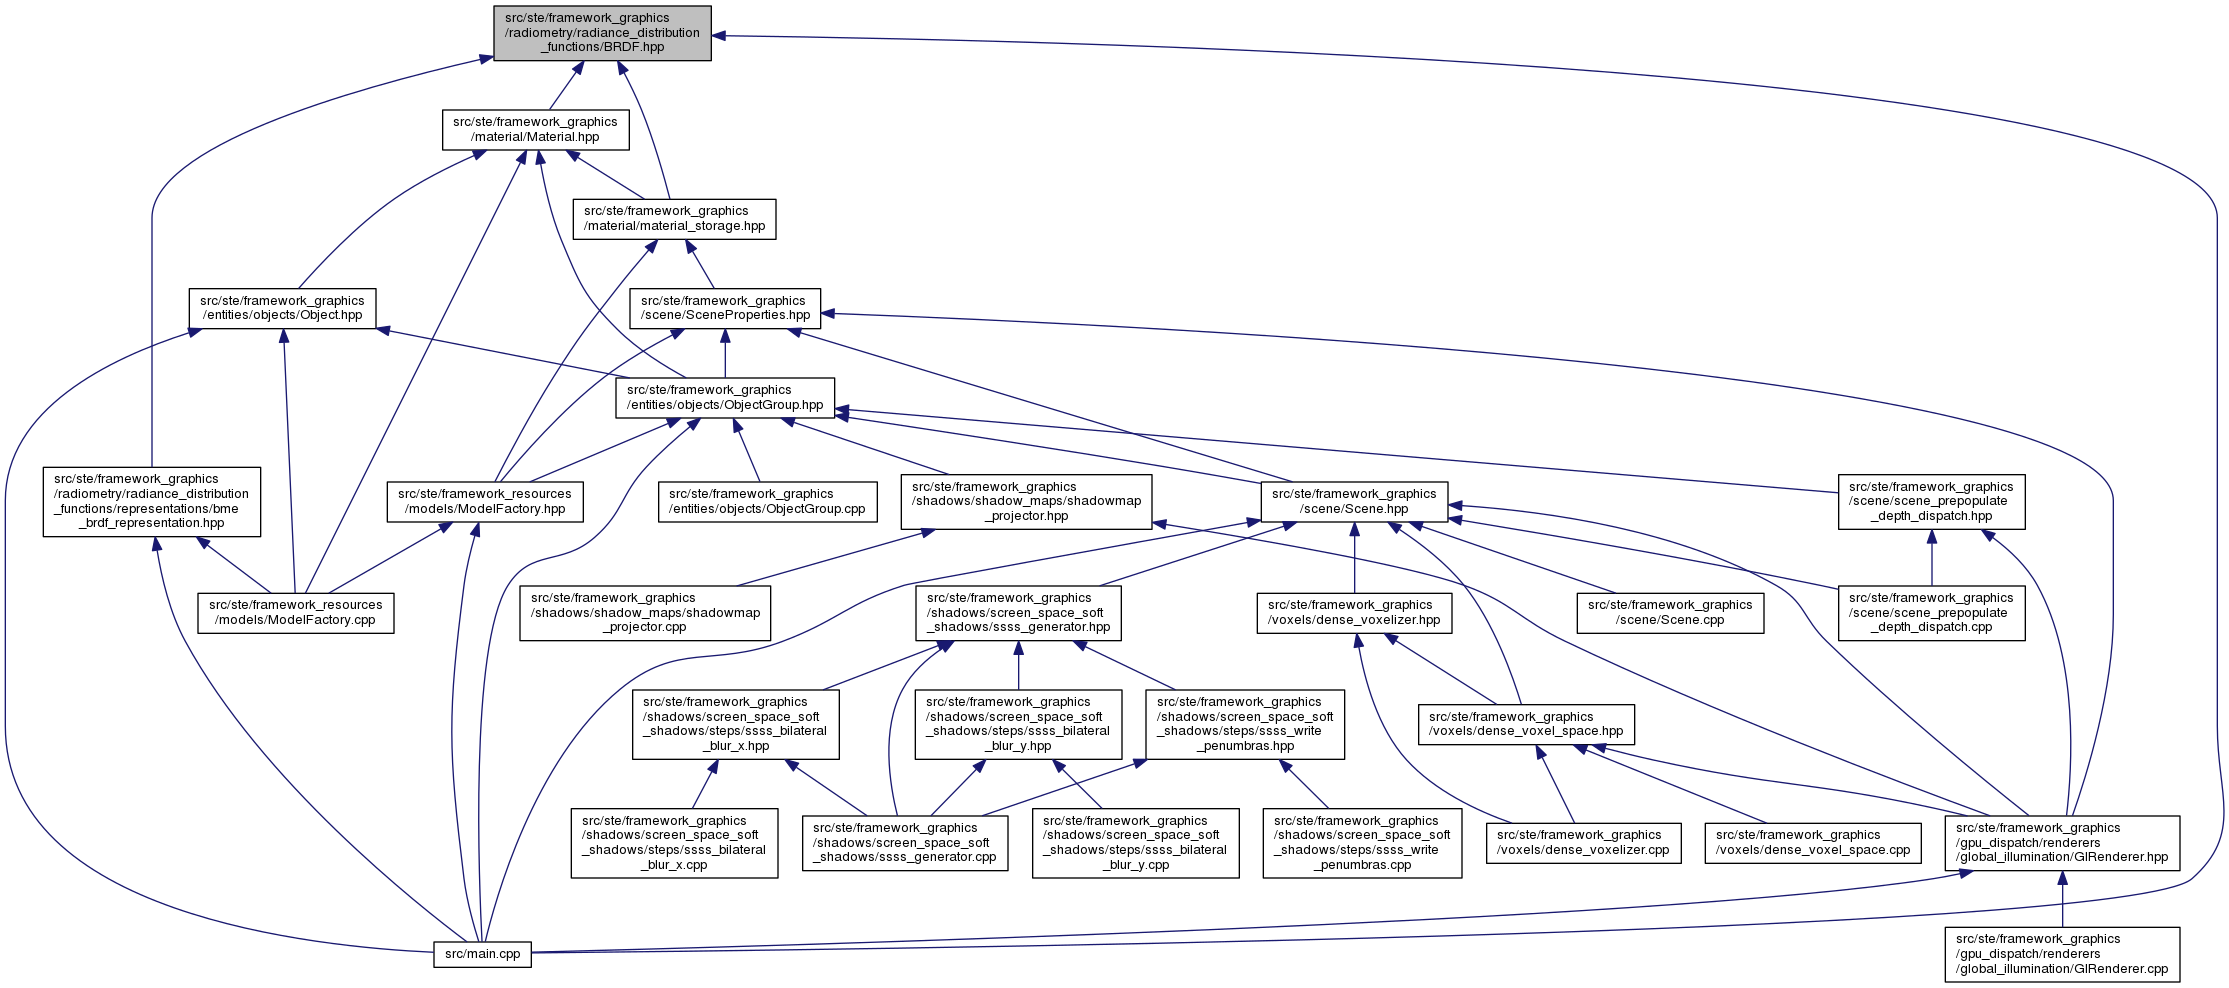 src/ste/framework_graphics
/radiometry/radiance_distribution
_functions/BRDF.hpp
src/ste/framework_graphics
/material/Material.hpp
src/ste/framework_graphics
/material/material_storage.hpp
src/ste/framework_graphics
/entities/objects/Object.hpp
src/ste/framework_graphics
/scene/SceneProperties.hpp
src/ste/framework_graphics
/entities/objects/ObjectGroup.hpp
src/ste/framework_graphics
/radiometry/radiance_distribution
_functions/representations/bme
_brdf_representation.hpp
src/ste/framework_resources
/models/ModelFactory.hpp
src/ste/framework_graphics
/entities/objects/ObjectGroup.cpp
src/ste/framework_graphics
/shadows/shadow_maps/shadowmap
_projector.hpp
src/ste/framework_graphics
/scene/Scene.hpp
src/ste/framework_graphics
/scene/scene_prepopulate
_depth_dispatch.hpp
src/ste/framework_resources
/models/ModelFactory.cpp
src/ste/framework_graphics
/shadows/shadow_maps/shadowmap
_projector.cpp
src/ste/framework_graphics
/shadows/screen_space_soft
_shadows/ssss_generator.hpp
src/ste/framework_graphics
/voxels/dense_voxelizer.hpp
src/ste/framework_graphics
/scene/Scene.cpp
src/ste/framework_graphics
/scene/scene_prepopulate
_depth_dispatch.cpp
src/ste/framework_graphics
/shadows/screen_space_soft
_shadows/steps/ssss_bilateral
_blur_x.hpp
src/ste/framework_graphics
/shadows/screen_space_soft
_shadows/steps/ssss_bilateral
_blur_y.hpp
src/ste/framework_graphics
/shadows/screen_space_soft
_shadows/steps/ssss_write
_penumbras.hpp
src/ste/framework_graphics
/voxels/dense_voxel_space.hpp
src/ste/framework_graphics
/shadows/screen_space_soft
_shadows/steps/ssss_bilateral
_blur_x.cpp
src/ste/framework_graphics
/shadows/screen_space_soft
_shadows/ssss_generator.cpp
src/ste/framework_graphics
/shadows/screen_space_soft
_shadows/steps/ssss_bilateral
_blur_y.cpp
src/ste/framework_graphics
/shadows/screen_space_soft
_shadows/steps/ssss_write
_penumbras.cpp
src/ste/framework_graphics
/voxels/dense_voxelizer.cpp
src/ste/framework_graphics
/voxels/dense_voxel_space.cpp
src/ste/framework_graphics
/gpu_dispatch/renderers
/global_illumination/GIRenderer.hpp
src/main.cpp
src/ste/framework_graphics
/gpu_dispatch/renderers
/global_illumination/GIRenderer.cpp